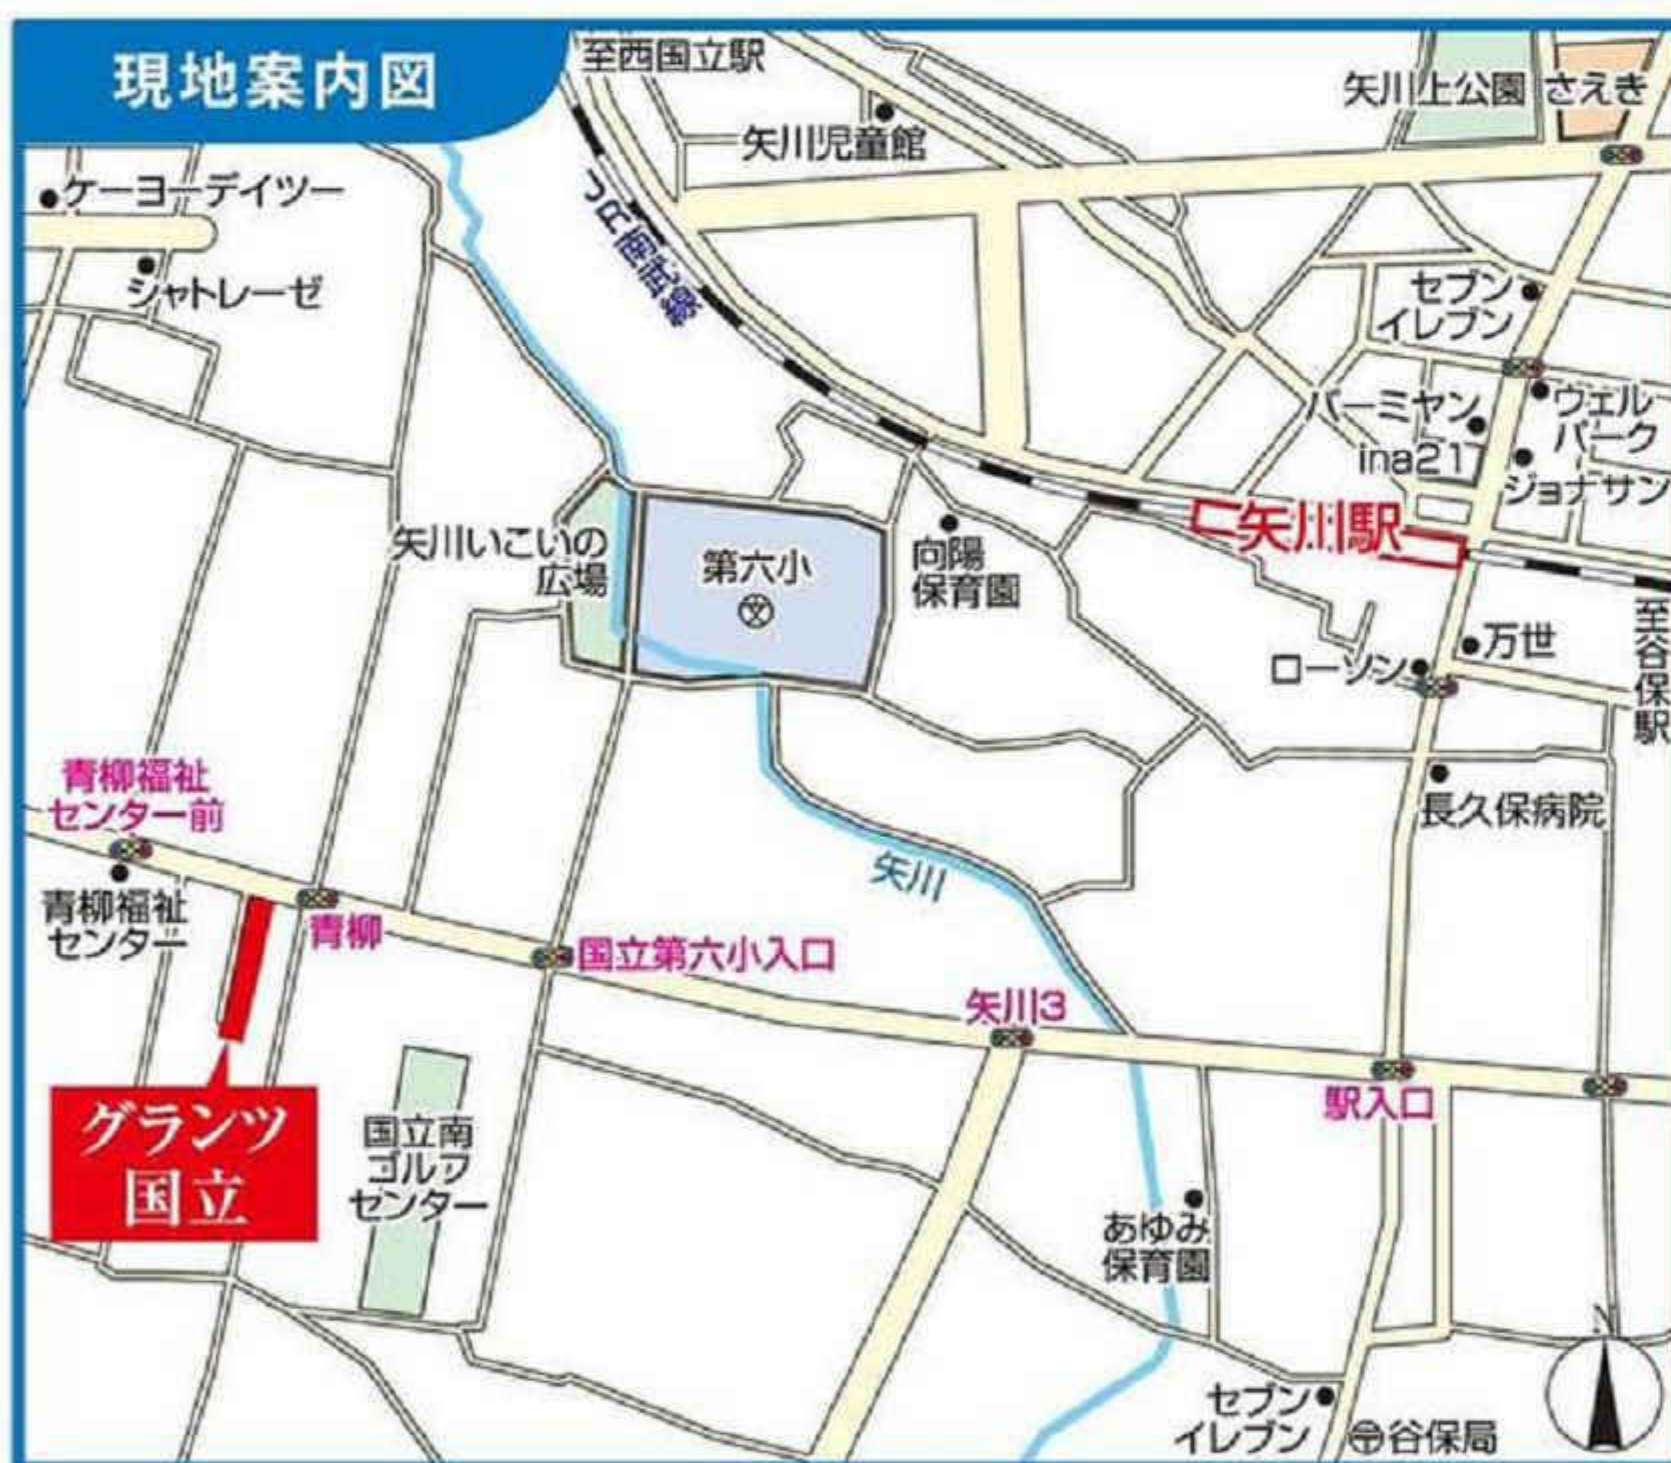 現地案内図
至西国立駅
矢川上公園
さえき
矢川児童館
ケーヨーデイツー
JR南武線
シャトレーゼ
セブン
イレブン
バーミヤン
ina21
ウェル
パーク
ジョナサン
矢川駅
矢川いこいの
広場
第六小
文
向陽
保育園
至谷保駅
万世
ローソン
青柳福祉
センター前
長久保病院
矢川
青柳福祉
センター
青柳
国立第六小入口
矢川3
駅入口
グランツ
国立
国立南
ゴルフ
センター
あゆみ
保育園
N
セブン
イレブン
〒谷保局